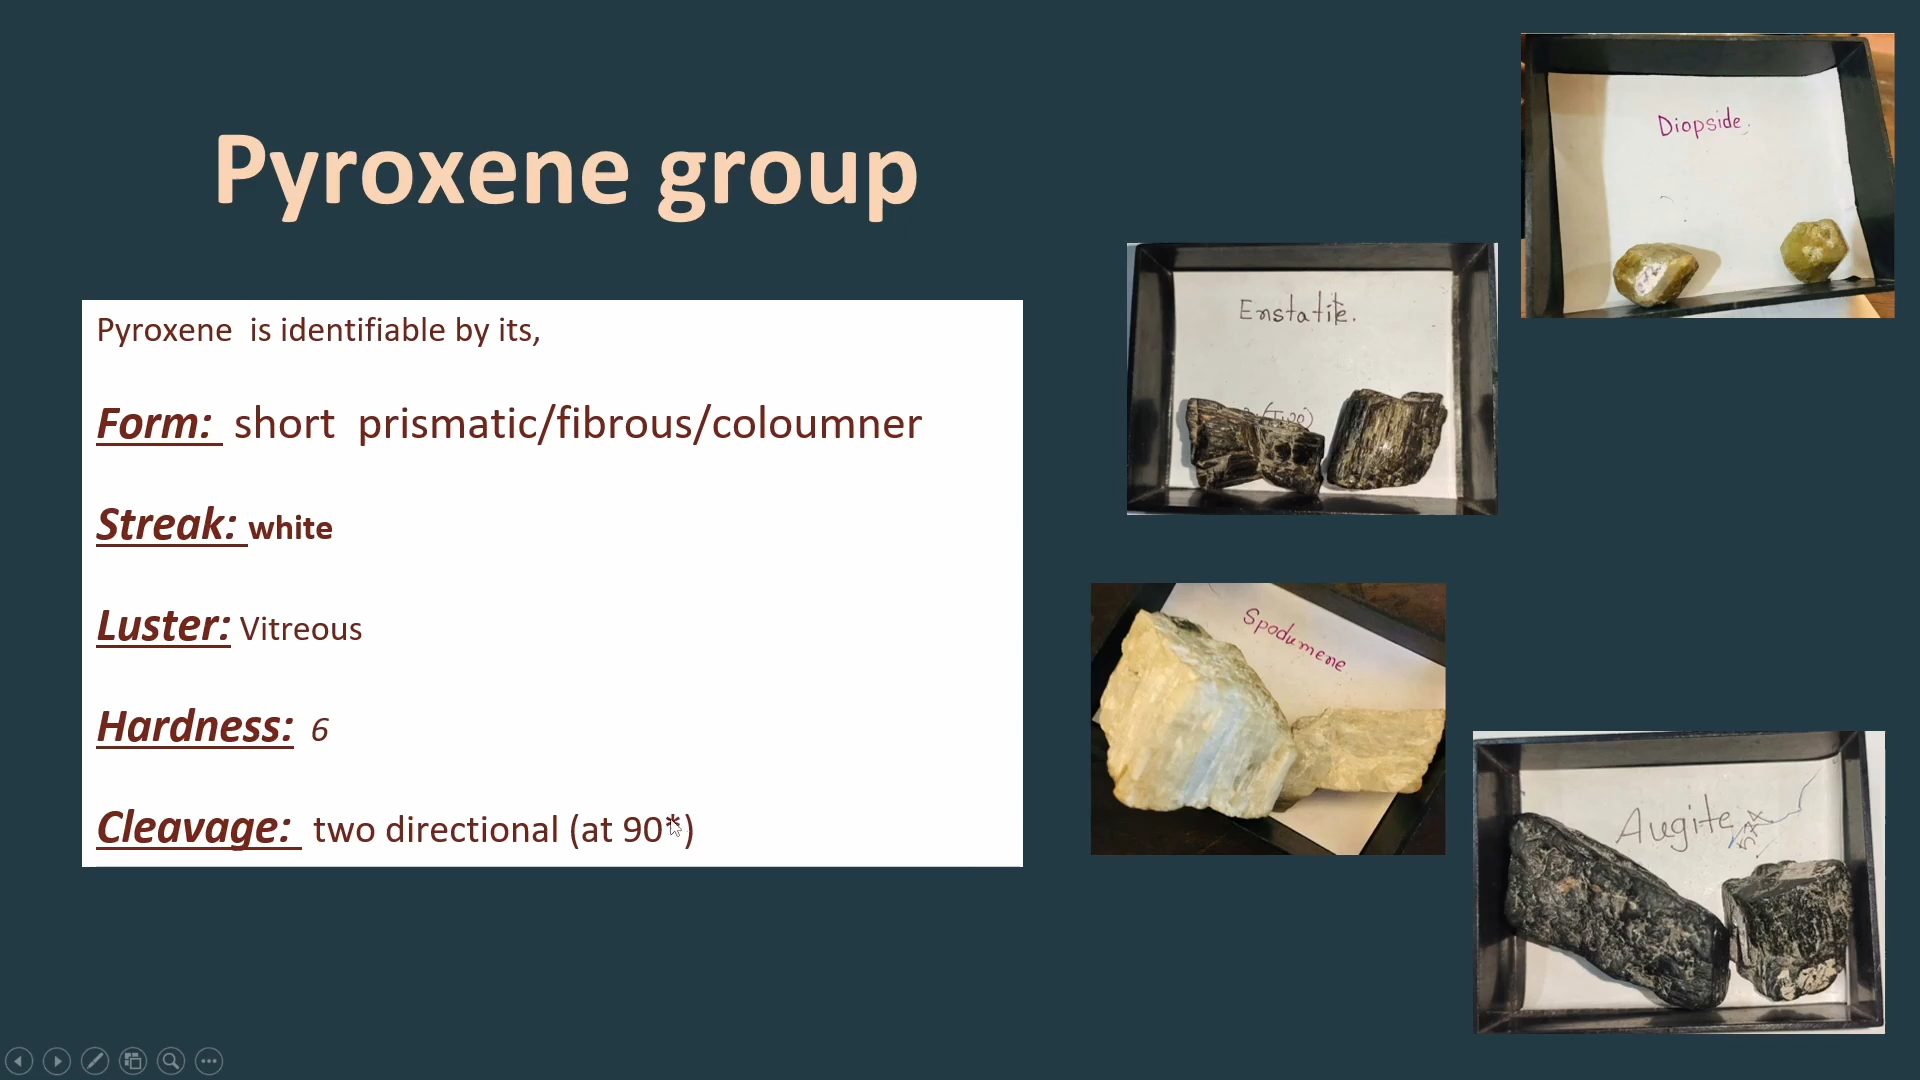 Pyroxene group
Pyroxene is identifiable by its,
Form: short prismatic/fibrous/coloumner
Streak: white
Luster: Vitreous
Hardness: 6
Cleavage: two directional (at 90*)
Diopside.
Enstatite.
(Two)
Spodumene
Augite